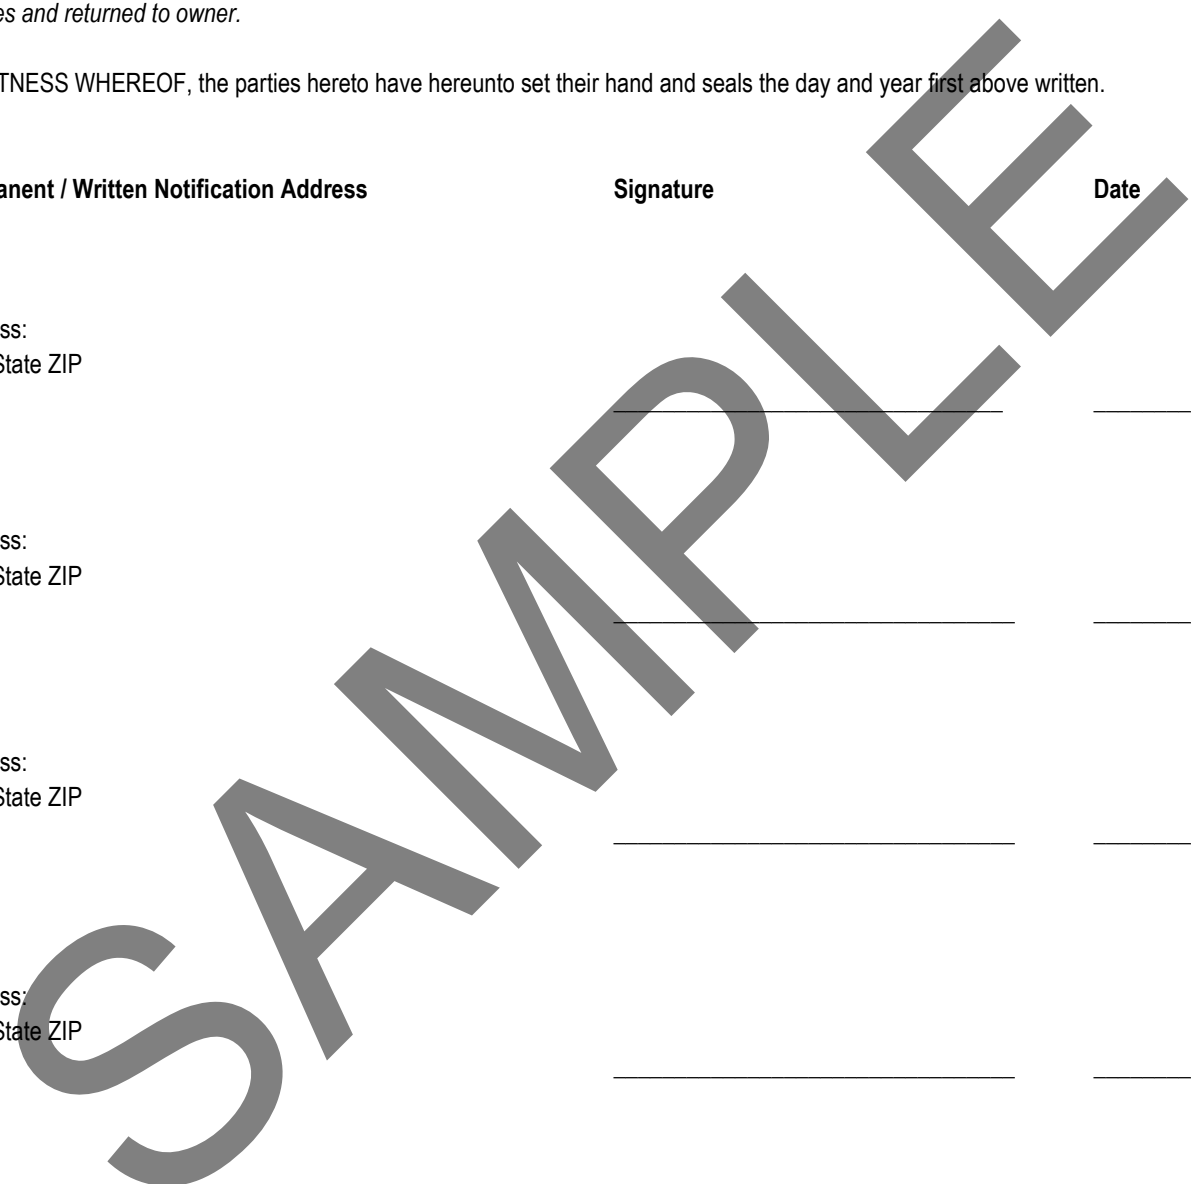 es and returned to owner.
TNESS WHEREOF, the parties hereto have hereunto set their hand and seals the day and year first above written.
anent / Written Notification Address Signature Date
ss:
State ZIP
ss:
State ZIP
ss:
State ZIP
ss:
State ZIP
SAMPLE